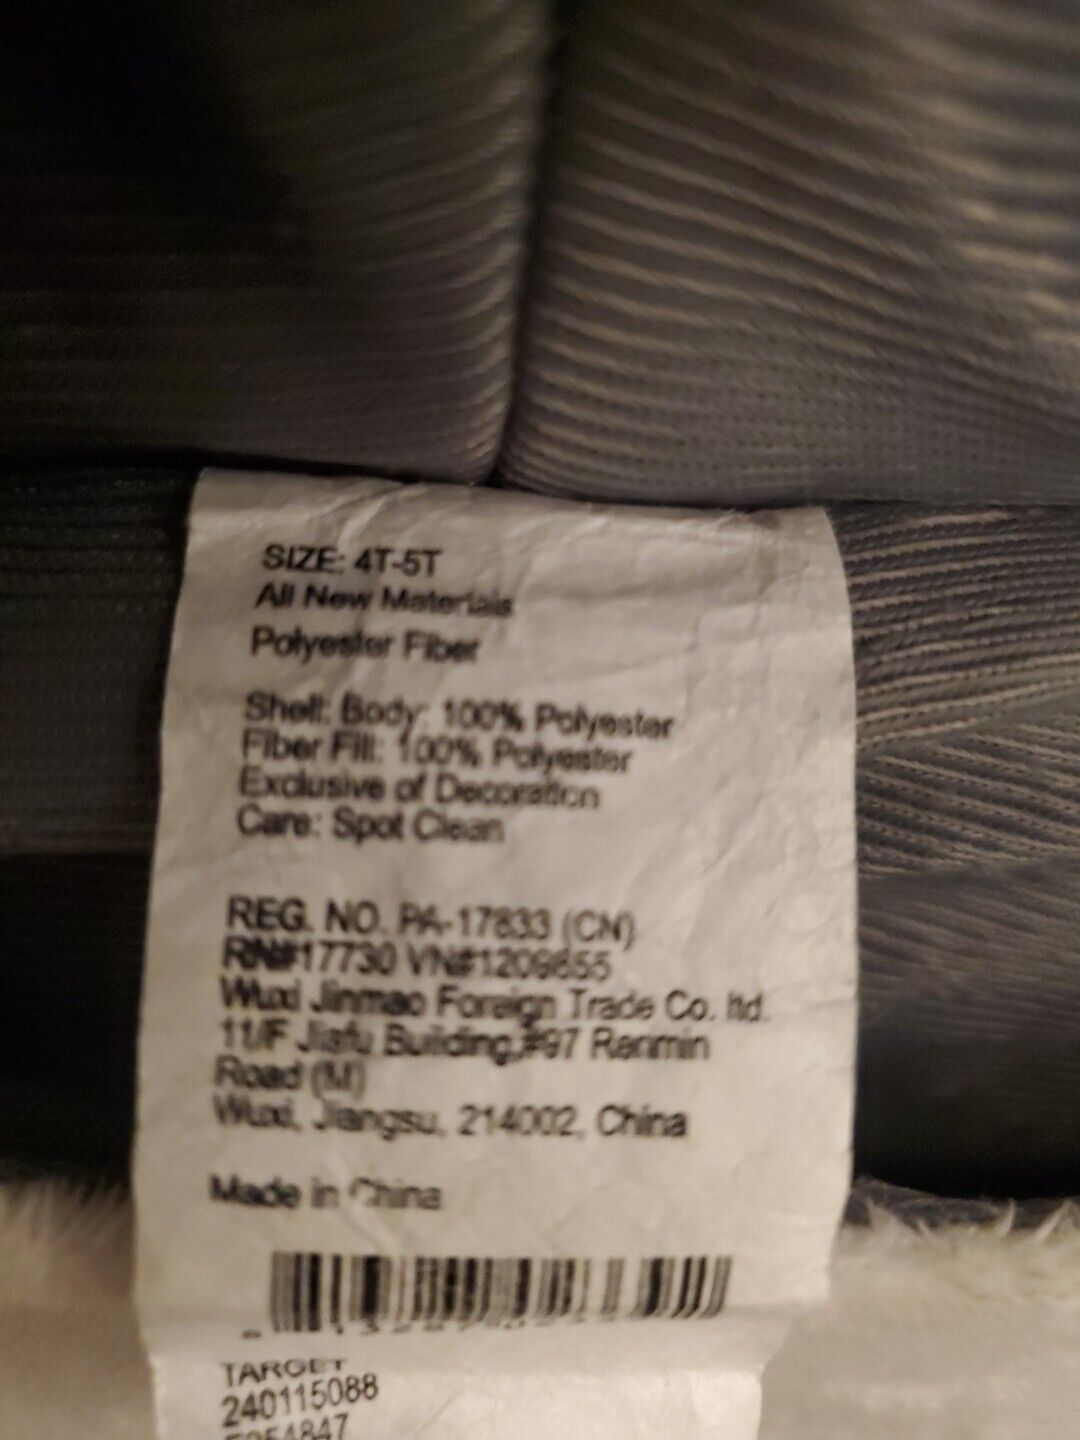 SIZE: 4T-5T
All New Materials
Polyester Fiber
Shell: Body: 100% Polyester
Fiber Fill: 100% Polyester
Exclusive of Decoration
Care: Spot Clean
REG. NO. PA-17833 (CN)
RN#17730 VN#1209655
Wuxi Jinmao Foreign Trade Co. ltd.
11/F Jiafu Building,#97 Renmin
Road (M)
Wuxi, Jiangsu, 214002, China
Made in China
TARGET
240115088